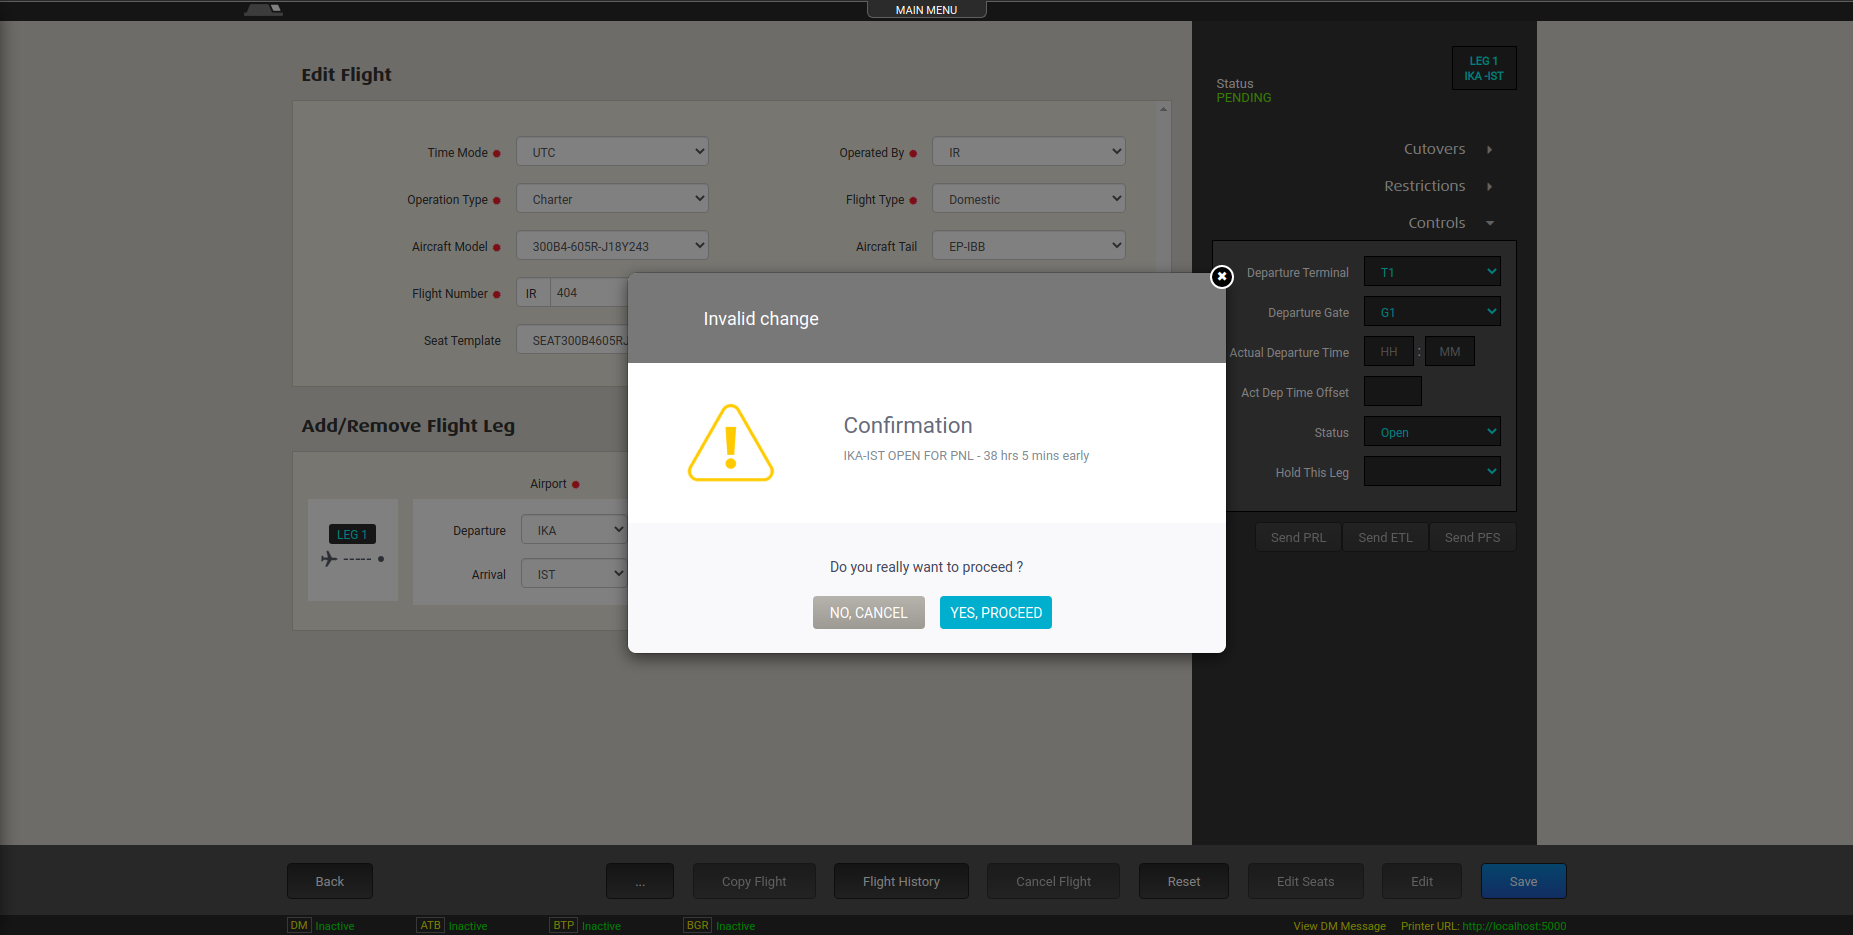 MAIN MENU
Edit Flight
Time Mode
UTC
Operated By
IR
Operation Type
Charter
Flight Type
Domestic
Aircraft Model
300B4-605R-J18Y243
Aircraft Tail
EP-IBB
Flight Number
IR
404
Seat Template
SEAT300B4605RJ
Add/Remove Flight Leg
Airport
LEG 1
Departure
IKA
Arrival
IST
Status
PENDING
LEG 1
IKA -IST
Cutovers
Restrictions
Controls
Departure Terminal
T1
Departure Gate
G1
Actual Departure Time
HH
:
MM
Act Dep Time Offset
Status
Open
Hold This Leg
Send PRL
Send ETL
Send PFS
Invalid change
Confirmation
IKA-IST OPEN FOR PNL - 38 hrs 5 mins early
Do you really want to proceed ?
NO, CANCEL
YES, PROCEED
Back
...
Copy Flight
Flight History
Cancel Flight
Reset
Edit Seats
Edit
Save
DM Inactive
ATB Inactive
BTP Inactive
BGR Inactive
View DM Message
Printer URL: http://localhost:5000